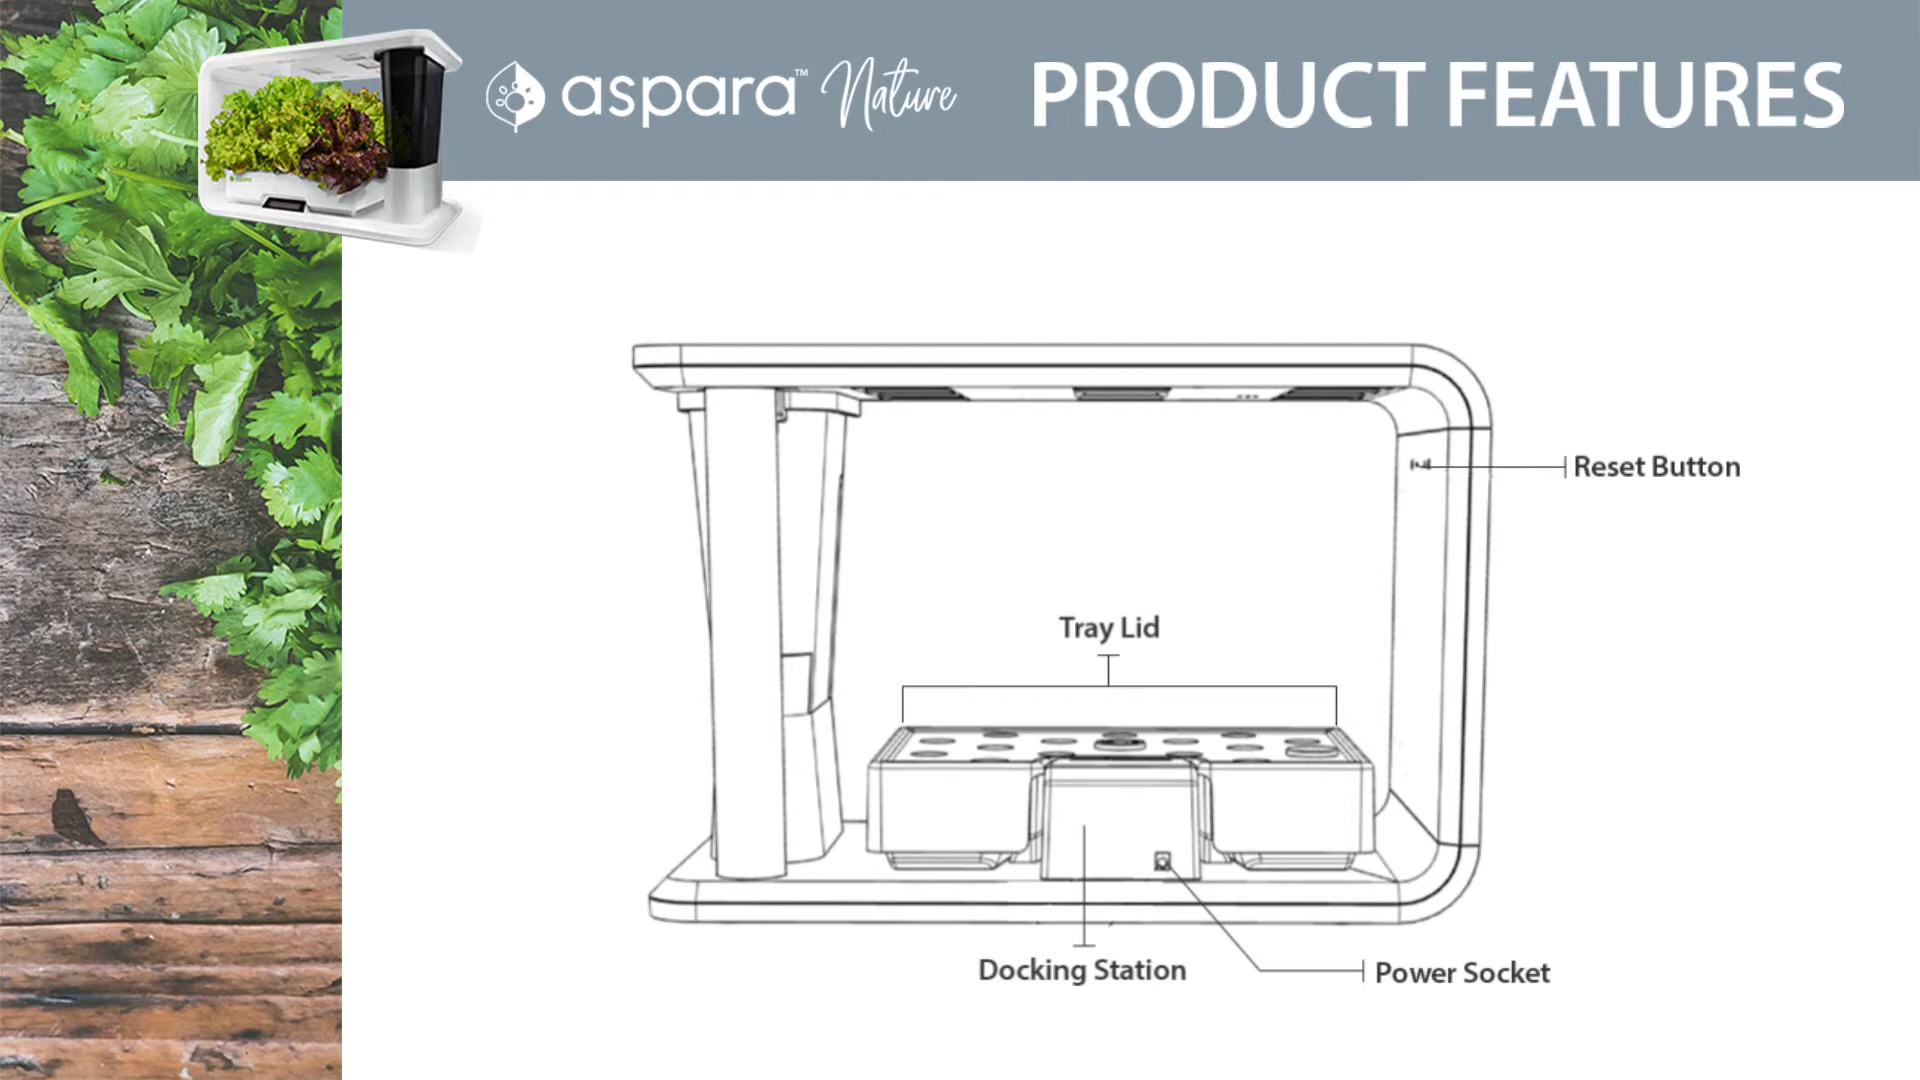 aspara™ Nature PRODUCT FEATURES
Reset Button
Tray Lid
Docking Station
Power Socket